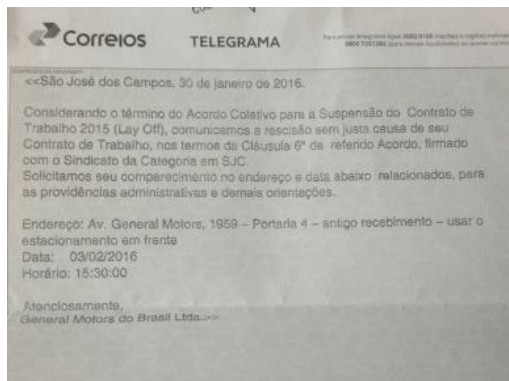 Correios
TELEGRAMA
<<São José dos Campos, 30 de janeiro de 2016.
Considerando o término do Acordo Coletivo para a Suspensão do Contrato de
Trabalho 2015 (Lay Off), comunicamos a rescisão sem justa causa de seu
Contrato de Trabalho, nos termos da Cláusula 6ª de referido Acordo, firmado
com o Sindicato da Categoria em SJC.
Solicitamos seu comparecimento no endereço e data abaixo relacionados, para
as providências administrativas e demais orientações.
Endereço: Av. General Motors, 1959 – Portaria 4 – antigo recebimento – usar o
estacionamento em frente
Data: 03/02/2016
Horário: 15:30:00
Atenciosamente,
General Motors do Brasil Ltda.>>